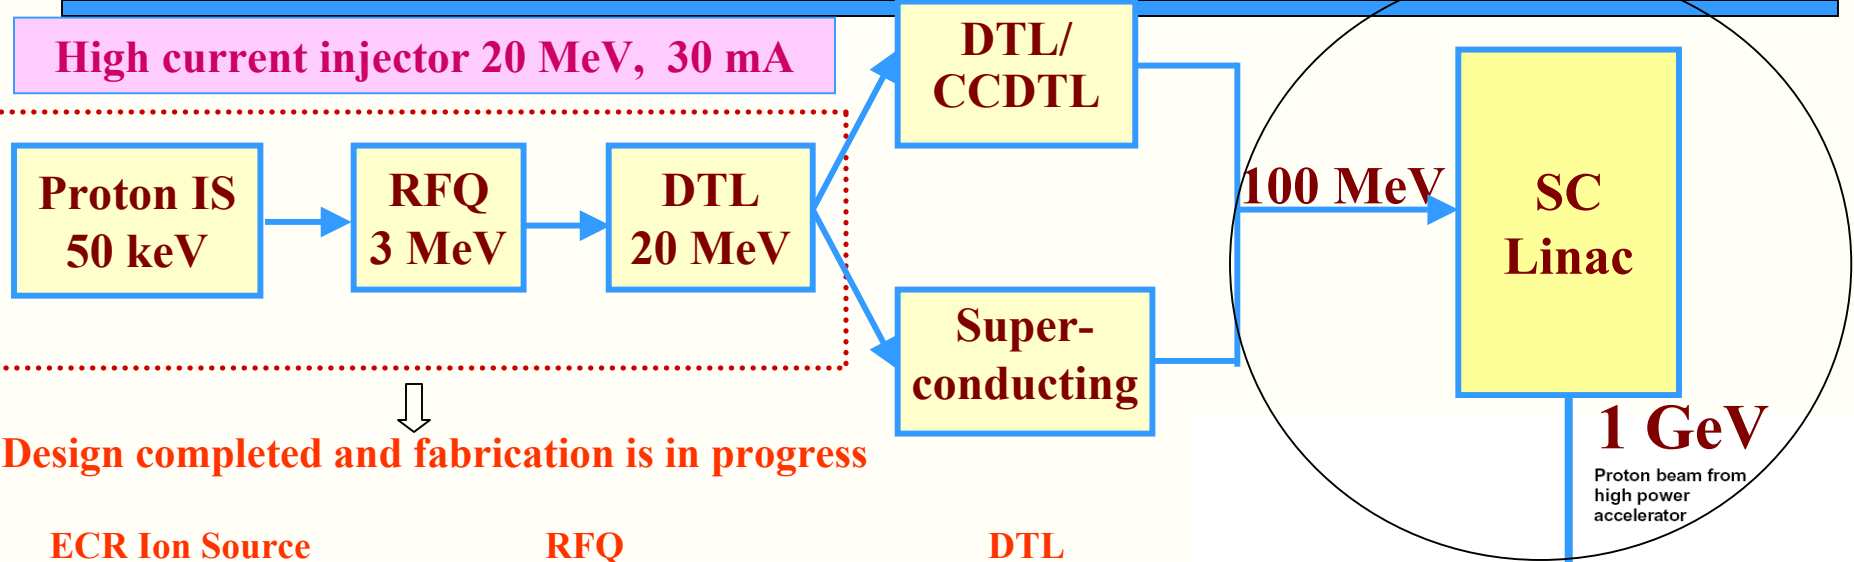 High current injector 20 MeV, 30 mA
Proton IS
50 keV
RFQ
3 MeV
DTL
20 MeV
DTL/
CCDTL
Super-
conducting
100 MeV
SC
Linac
1 GeV
Proton beam from
high power
accelerator
Design completed and fabrication is in progress
ECR Ion Source
RFQ
DTL